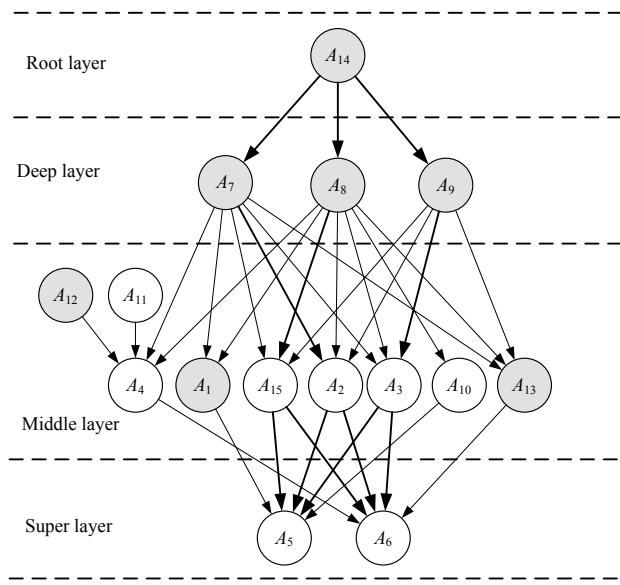 Root layer
A14
Deep layer
A7 A8 A9
A12 A11
A4 A1 A15 A2 A3 A10 A13
Middle layer
Super layer
A5 A6